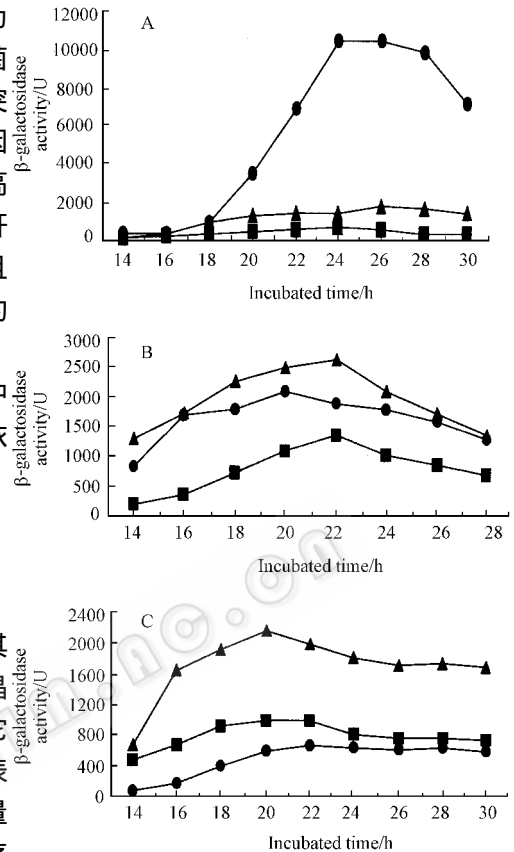 A
12000
10000
8000
6000
4000
2000
0
β-galactosidase
activity/U
14 16 18 20 22 24 26 28 30
Incubated time/h
B
3000
2500
2000
1500
1000
500
0
β-galactosidase
activity/U
14 16 18 20 22 24 26 28
Incubated time/h
C
2400
2000
1600
1200
800
400
0
β-galactosidase
activity/U
14 16 18 20 22 24 26 28 30
Incubated time/h
量